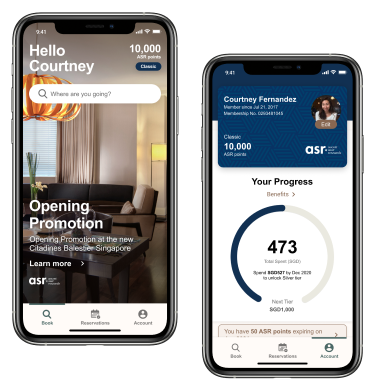 9:41
Hello
Courtney
10,000
ASR points
Classic
Where are you going?
Opening
Promotion
Opening Promotion at the new
Citadines Balestier Singapore
Learn more
asr
Book
Reservations
Account
9:41
Courtney Fernandez
Member since Jul 21, 2017
Membership No. 0250481045
Edit
Classic
10,000
ASR points
asr
Your Progress
Benefits
473
Total Spent (SGD)
Spend SGD527 by Dec 2020
to unlock Silver tier
Next Tier
SGD1,000
You have 50 ASR points expiring on
Book
Reservations
Account